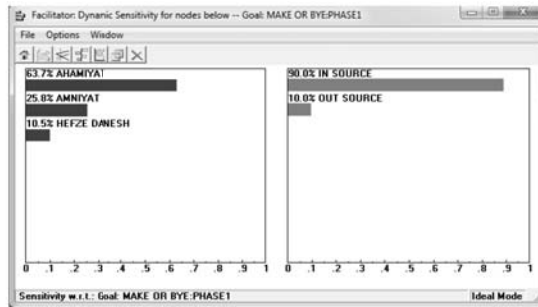 Facilitator: Dynamic Sensitivity for nodes below -- Goal: MAKE OR BYE:PHASE1
File Options Window
63.7% AHAMIYAT
90.0% IN SOURCE
25.8% AMNIYAT
10.0% OUT SOURCE
10.5% HEFZE DANESH
0 .1 .2 .3 .4 .5 .6 .7 .8 .9 1
0 .1 .2 .3 .4 .5 .6 .7 .8 .9 1
Sensitivity w.r.t.: Goal: MAKE OR BYE:PHASE1
Ideal Mode